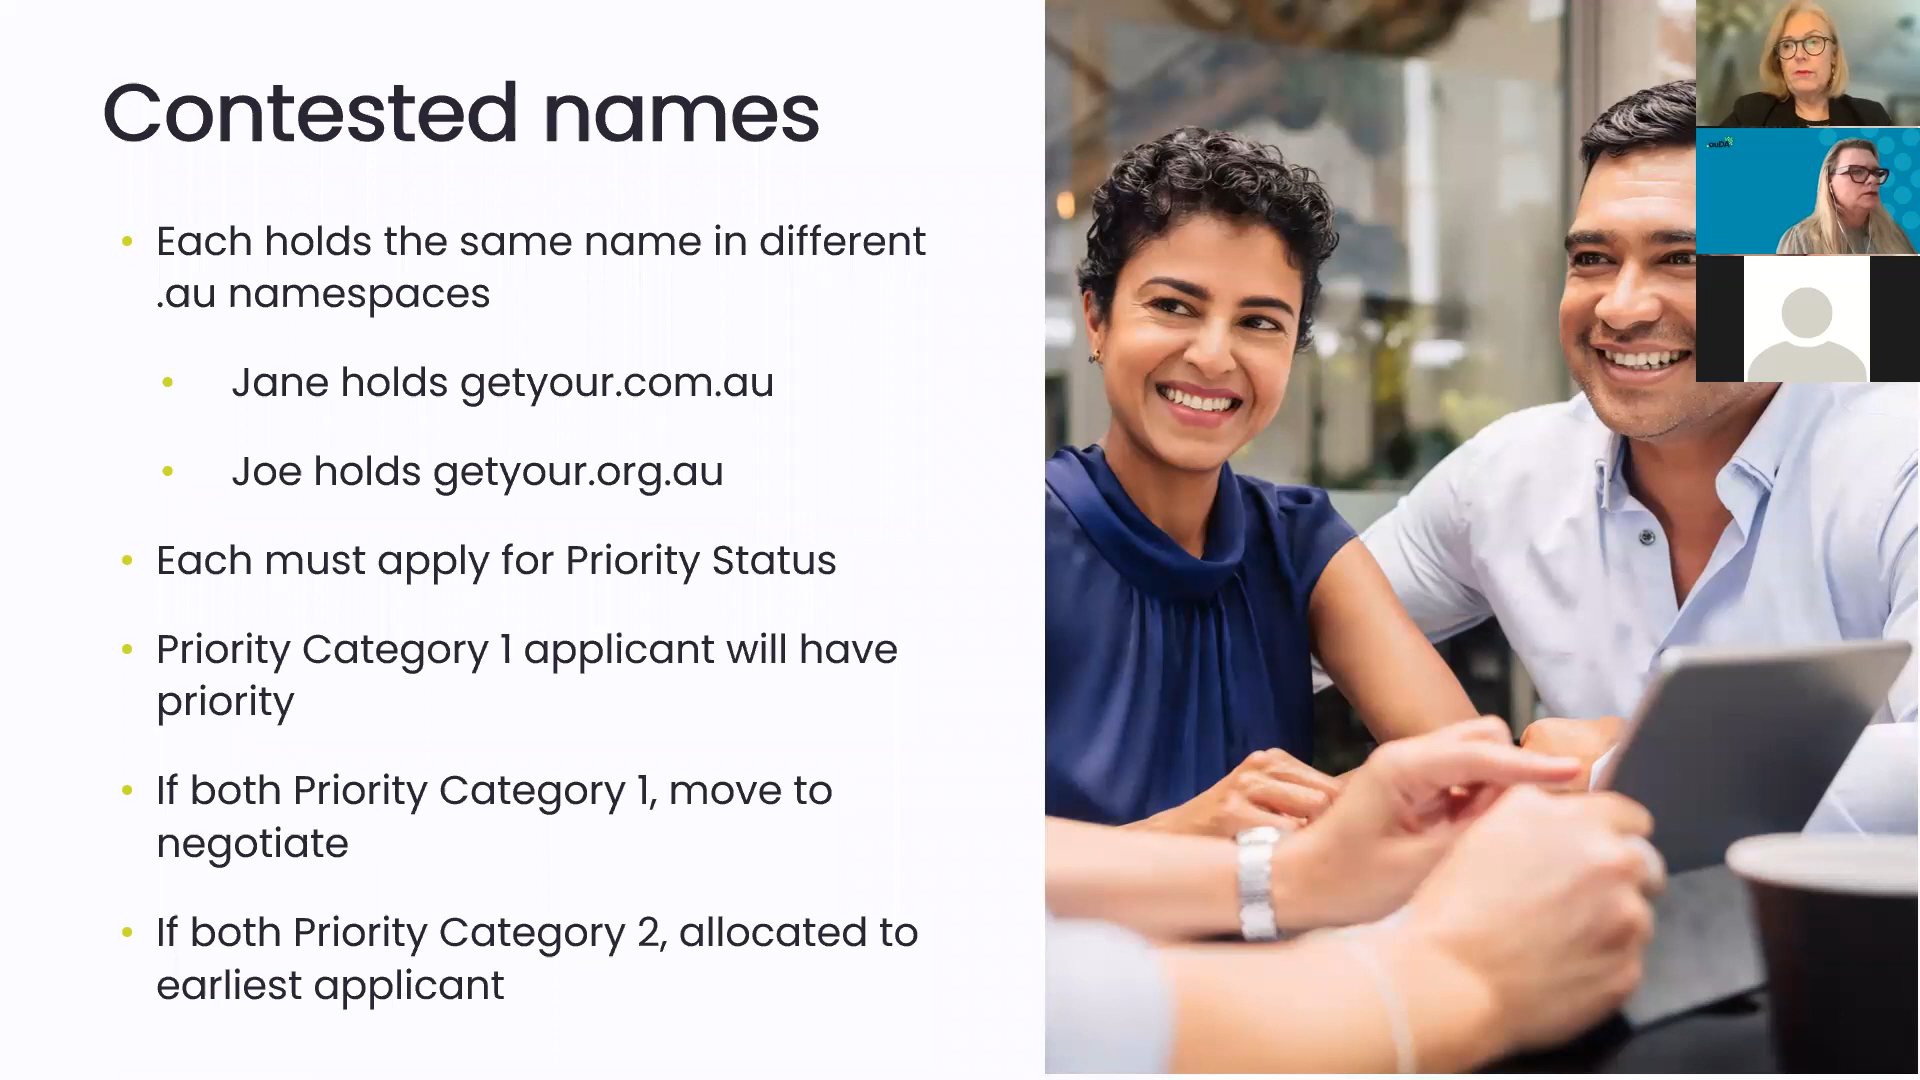 Contested names
• Each holds the same name in different
.au namespaces
• Jane holds getyour.com.au
• Joe holds getyour.org.au
• Each must apply for Priority Status
• Priority Category 1 applicant will have
priority
• If both Priority Category 1, move to
negotiate
• If both Priority Category 2, allocated to
earliest applicant
.auDA